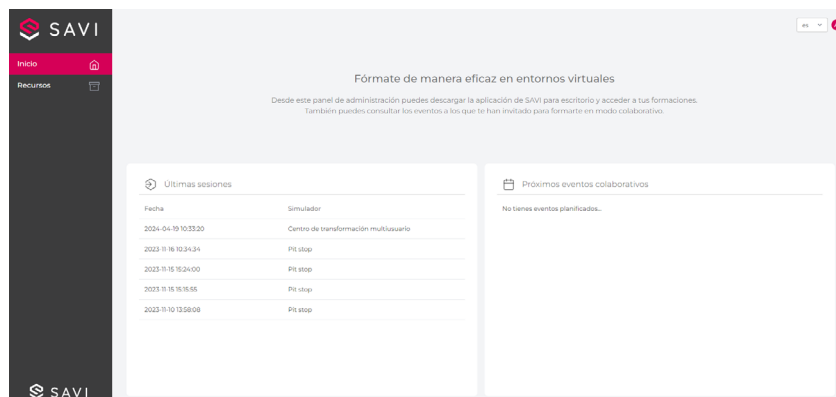 SAVI
es
Inicio
Recursos
Fórmate de manera eficaz en entornos virtuales
Desde este panel de administración puedes descargar la aplicación de SAVI para escritorio y acceder a tus formaciones.
También puedes consultar los eventos a los que te han invitado para formarte en modo colaborativo.
Últimas sesiones
Fecha Simulador
2024-04-19 10:33:20 Centro de transformación multiusuario
2023-11-16 10:34:34 Pit stop
2023-11-15 15:24:00 Pit stop
2023-11-15 15:15:55 Pit stop
2023-11-10 13:58:08 Pit stop
Próximos eventos colaborativos
No tienes eventos planificados...
SAVI